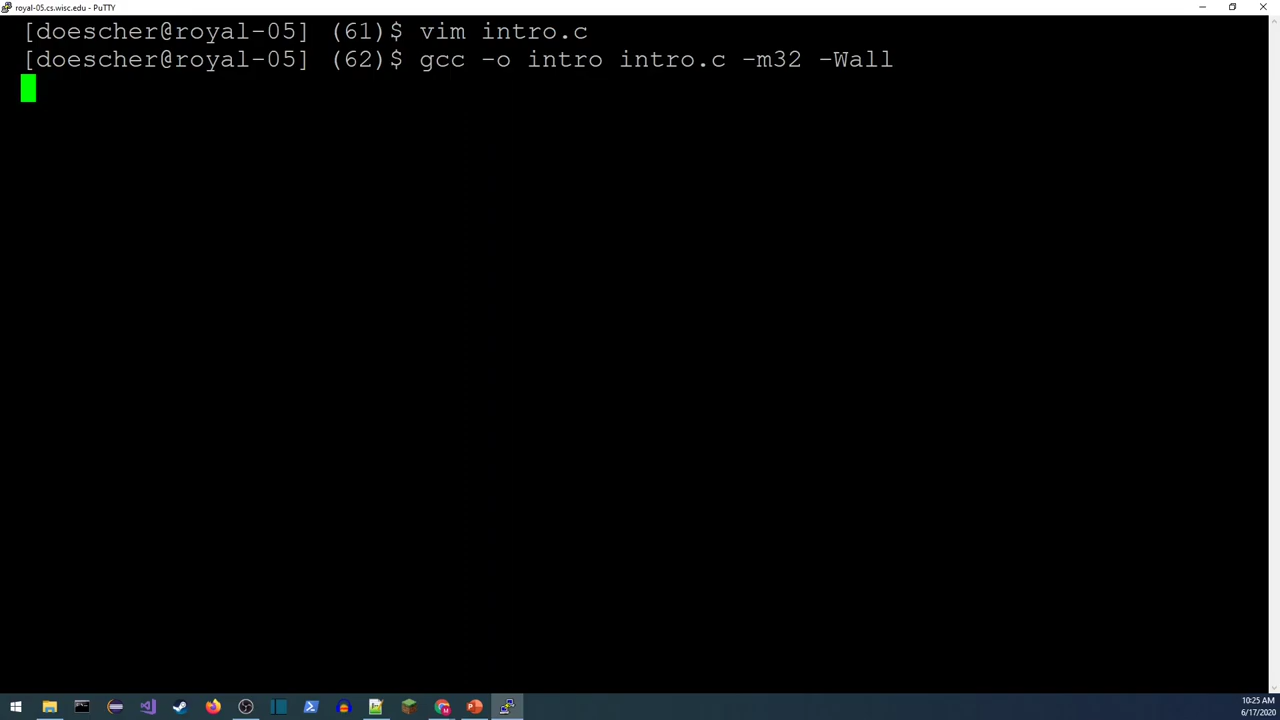 royal-05.cs.wisc.edu - PuTTY
[doescher@royal-05] (61)$ vim intro.c
[doescher@royal-05] (62)$ gcc -o intro intro.c -m32 -Wall
10:25 AM
6/17/2020